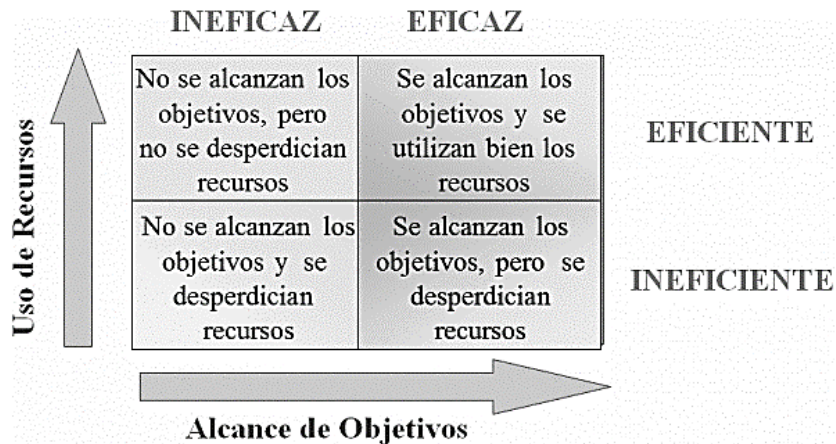 INEFICAZ EFICAZ
No se alcanzan los
objetivos, pero
no se desperdician
recursos
Se alcanzan los
objetivos y se
utilizan bien los
recursos
EFICIENTE
No se alcanzan los
objetivos y se
desperdician
recursos
Se alcanzan los
objetivos, pero se
desperdician
recursos
INEFICIENTE
Uso de Recursos
Alcance de Objetivos